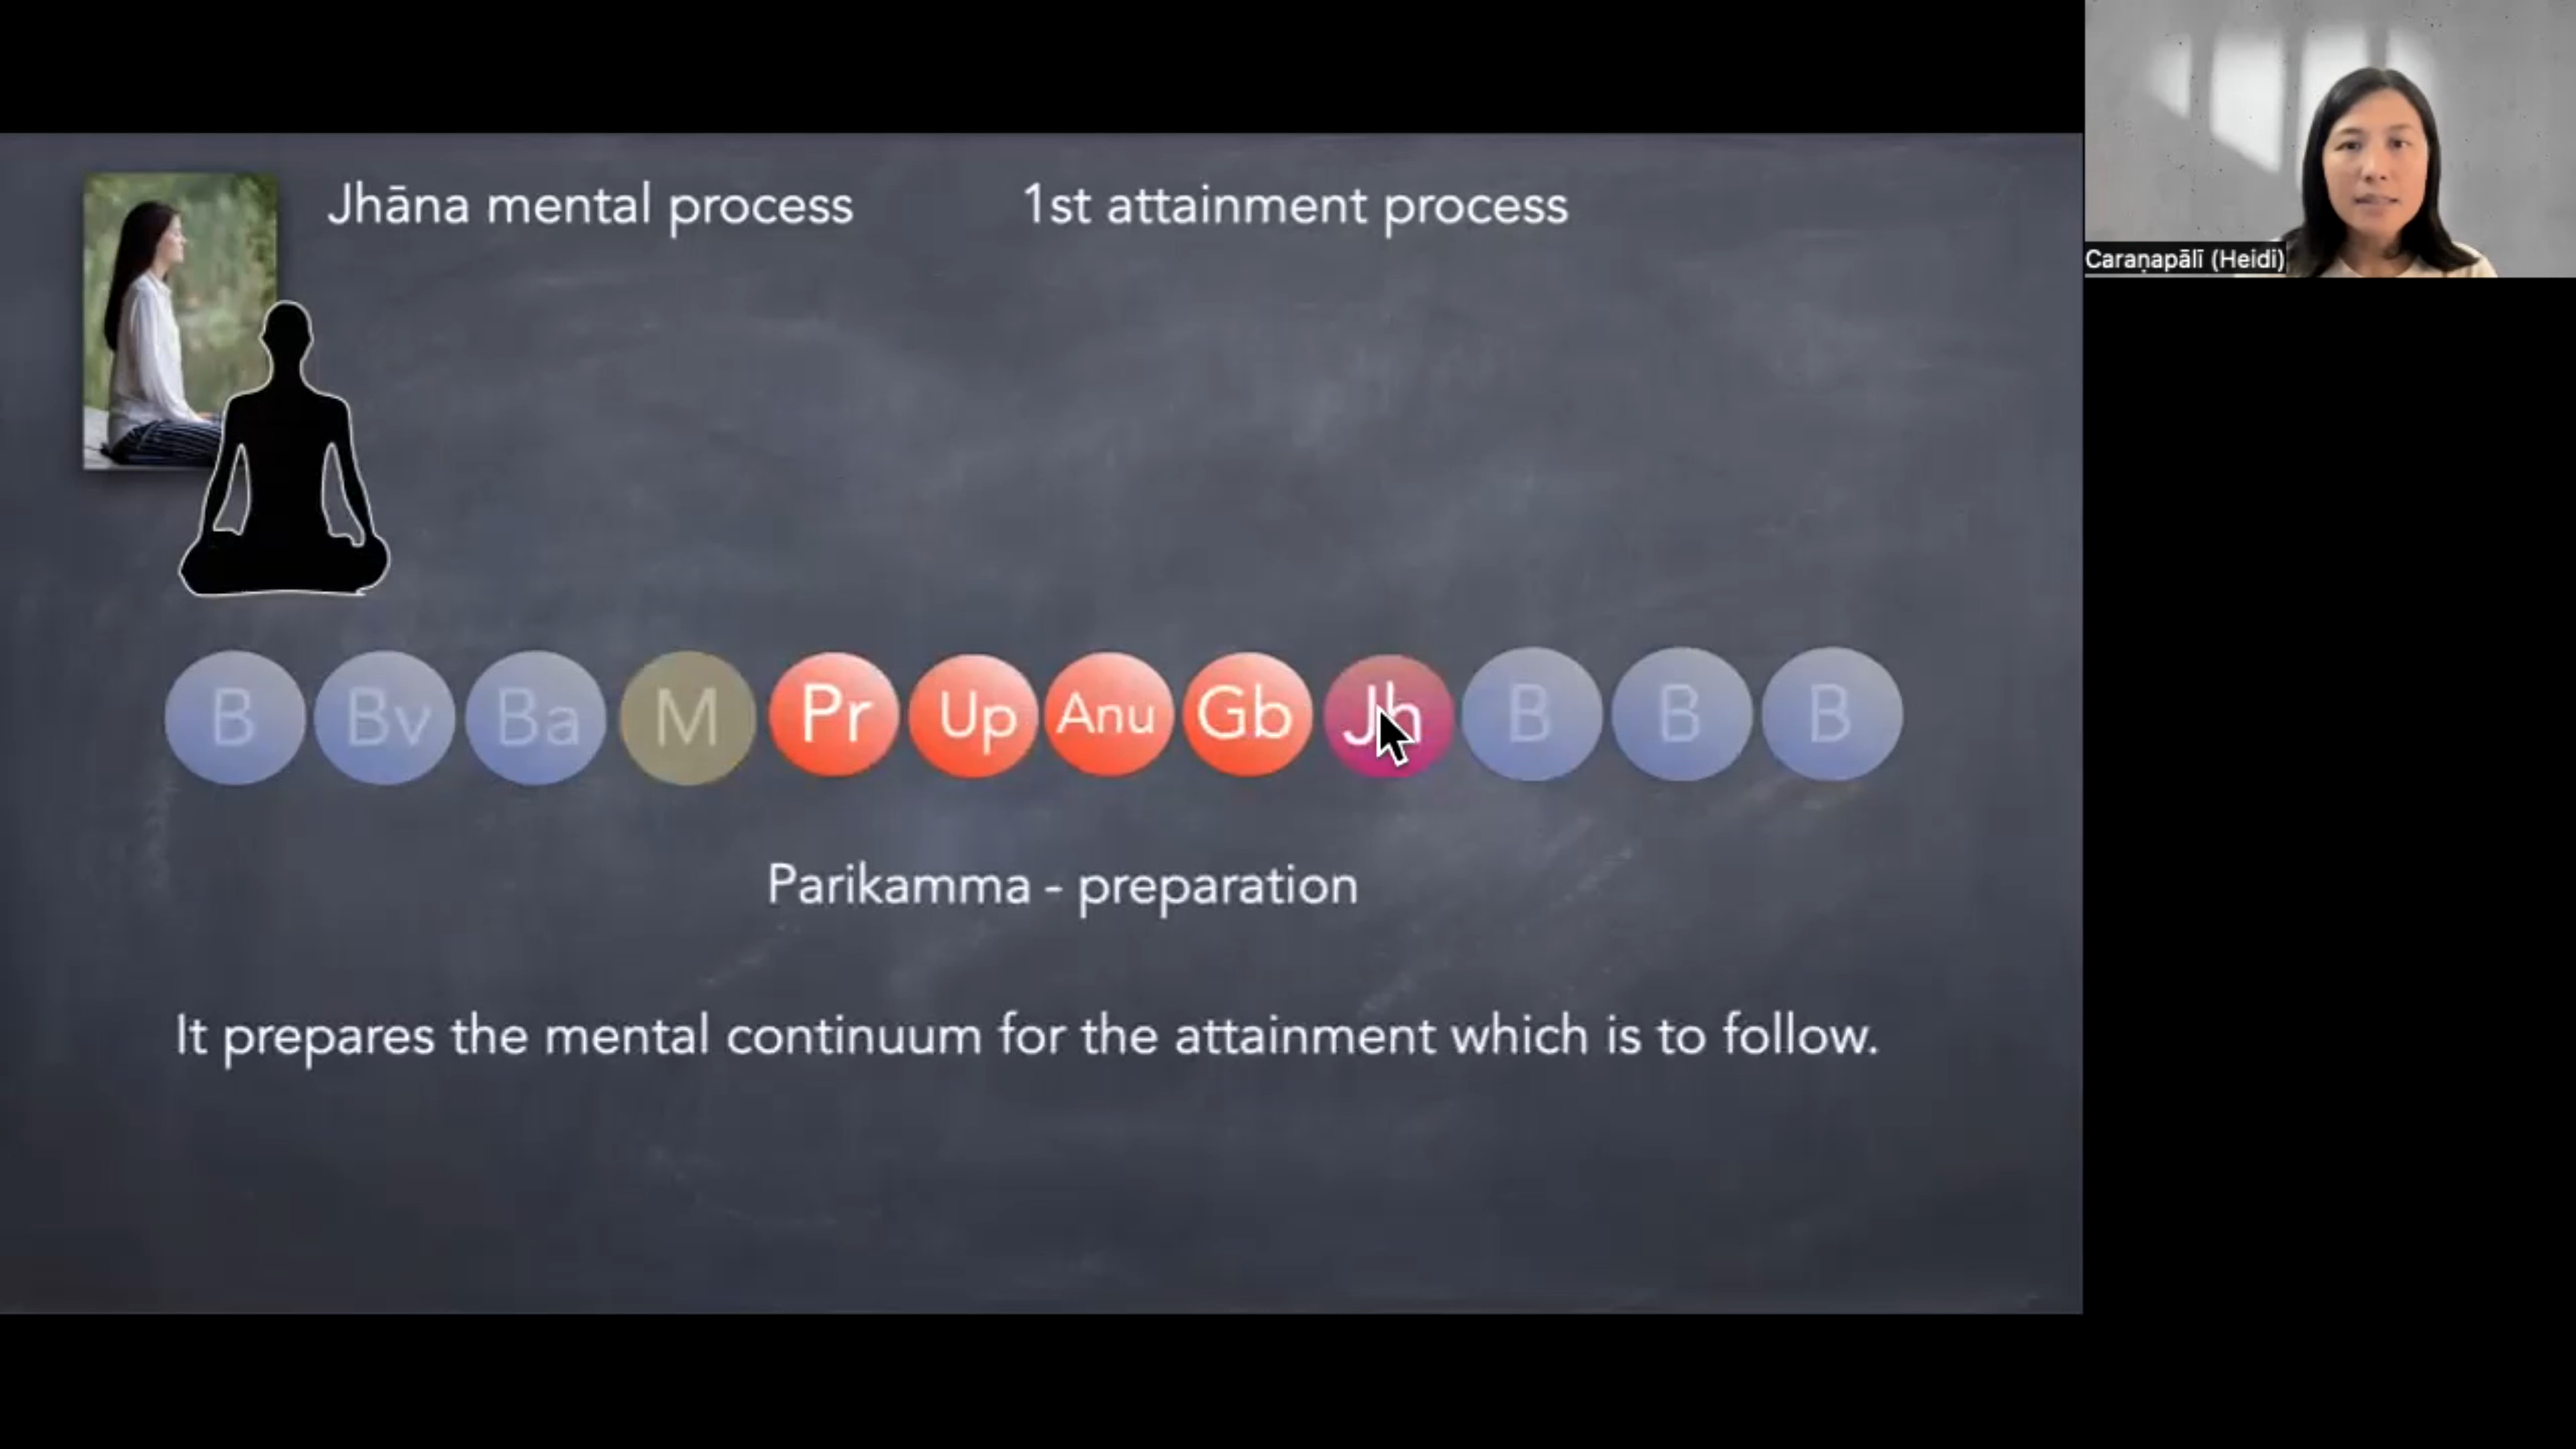 Jhāna mental process 1st attainment process
Caraṇapālī (Heidi)
B Bv Ba M Pr Up Anu Gb Jh B B B
Parikamma - preparation
It prepares the mental continuum for the attainment which is to follow.